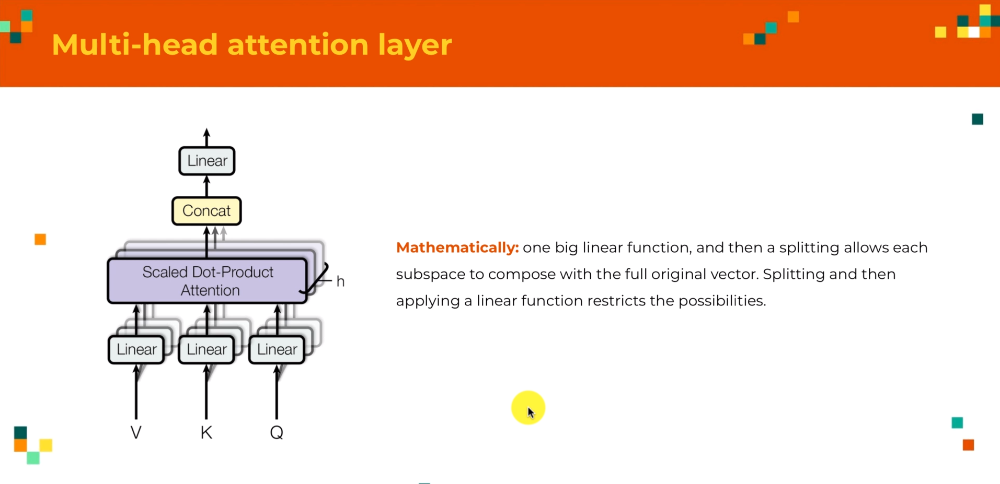 Multi-head attention layer
Linear
Concat
Scaled Dot-Product
Attention
h
Linear Linear Linear
V K Q
Mathematically: one big linear function, and then a splitting allows each
subspace to compose with the full original vector. Splitting and then
applying a linear function restricts the possibilities.